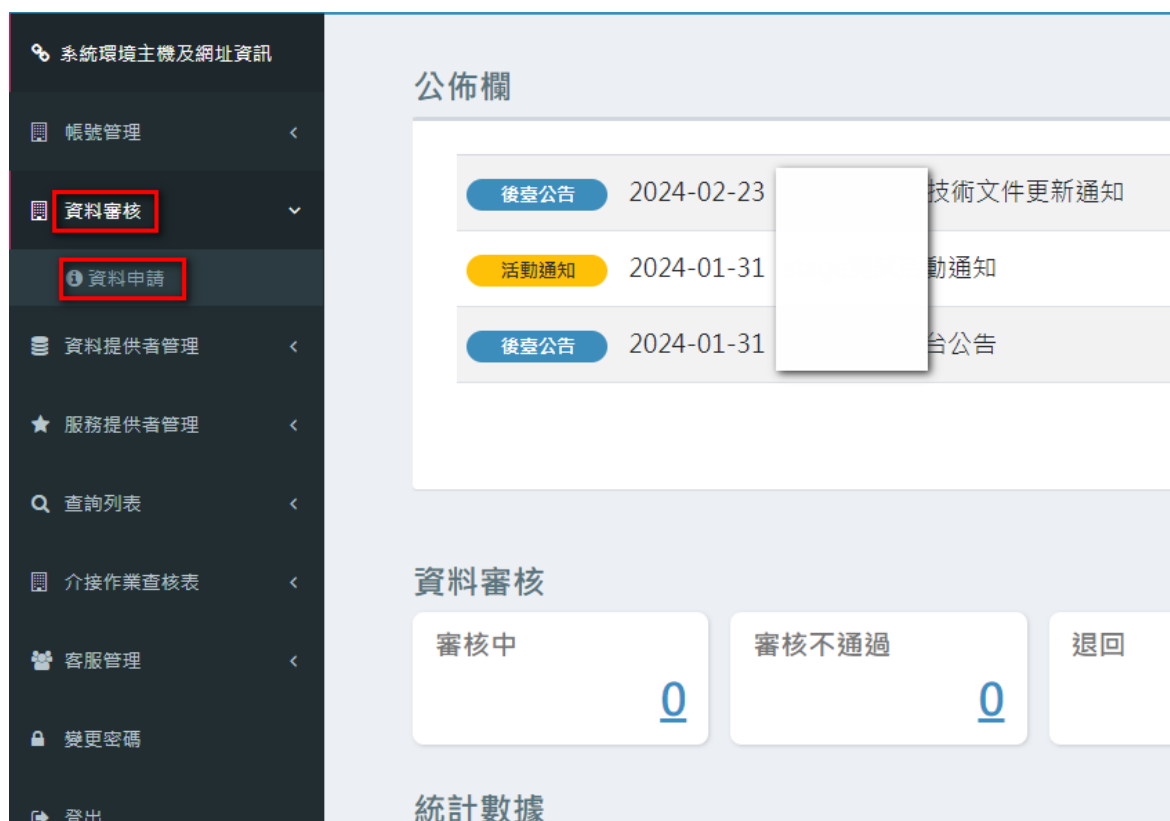 系統環境主機及網址資訊
帳號管理
資料審核
資料申請
資料提供者管理
服務提供者管理
查詢列表
介接作業查核表
客服管理
變更密碼
登出
公佈欄
後臺公告 2024-02-23 技術文件更新通知
活動通知 2024-01-31 動通知
後臺公告 2024-01-31 台公告
資料審核
審核中
0
審核不通過
0
退回
統計數據